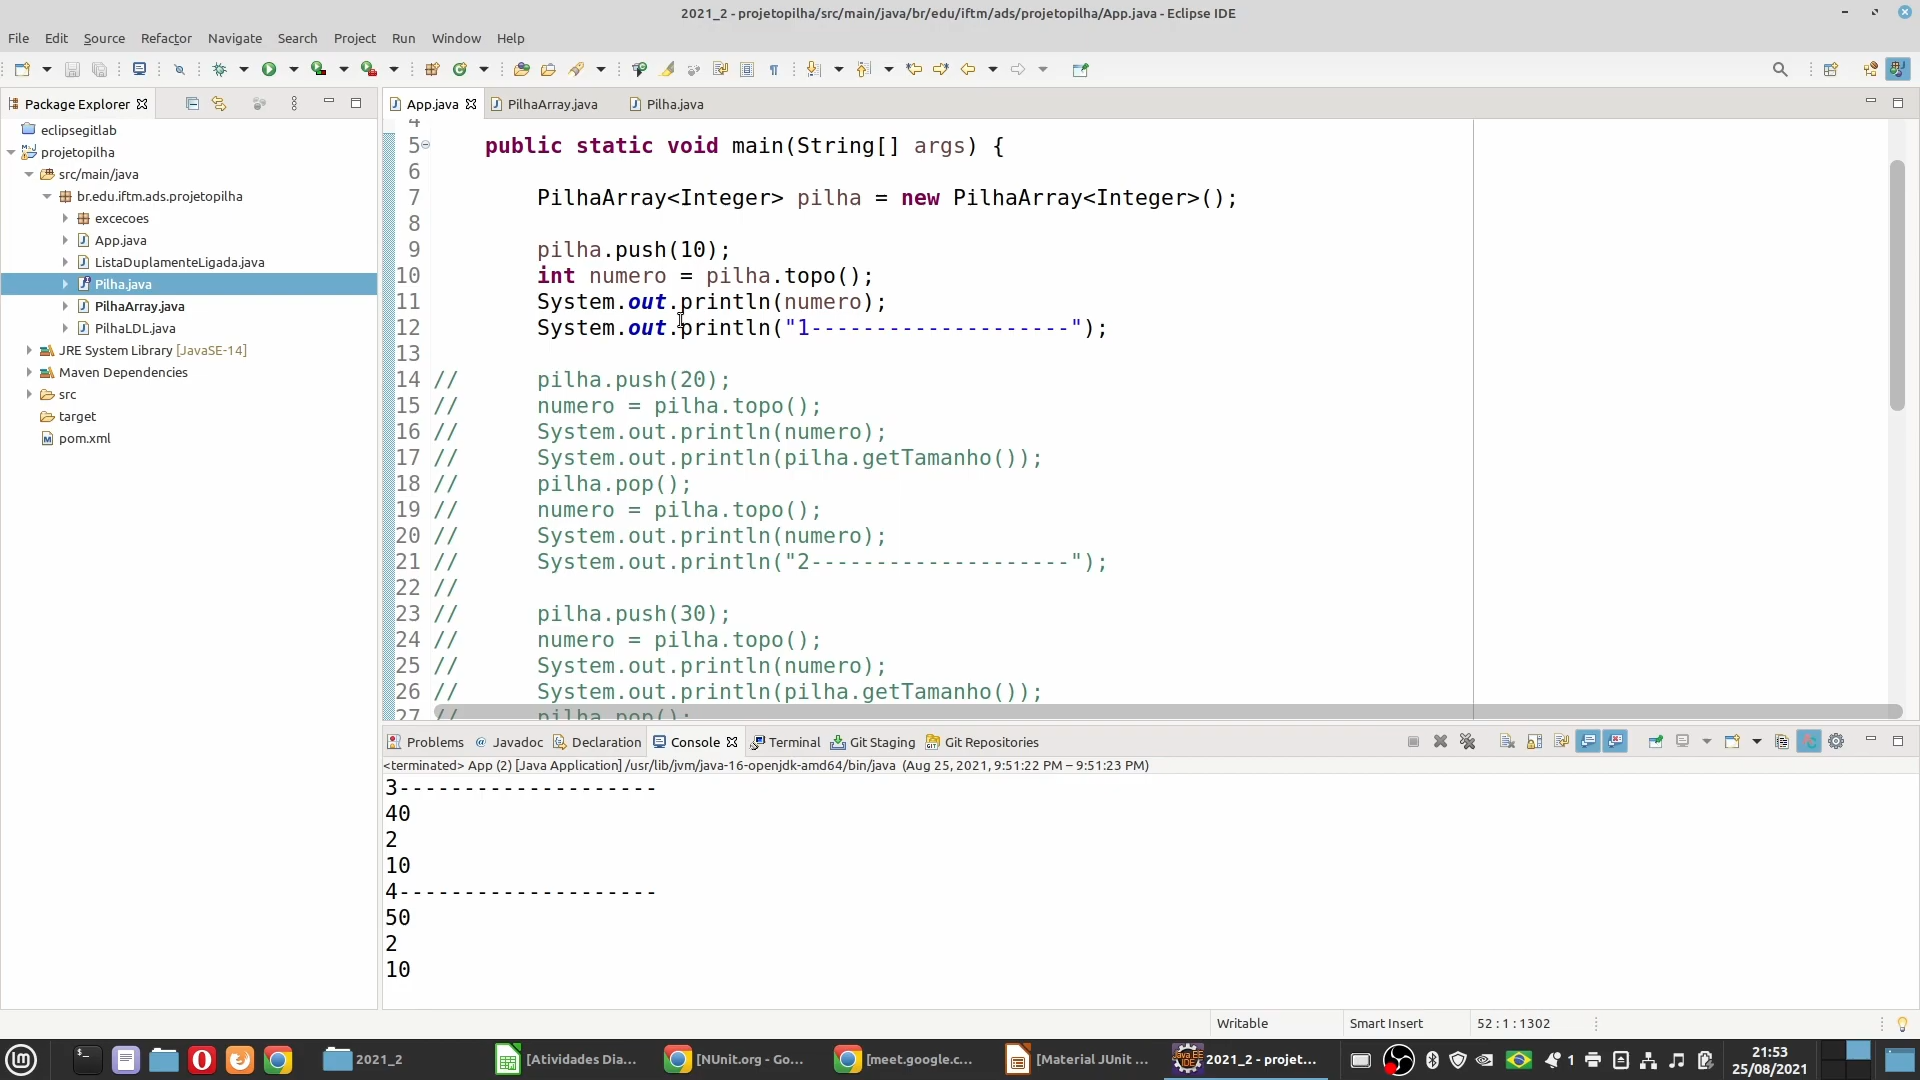 2021_2 - projetopilha/src/main/java/br/edu/iftm/ads/projetopilha/App.java - Eclipse IDE
File Edit Source Refactor Navigate Search Project Run Window Help
Package Explorer
eclipsegitlab
projetopilha
src/main/java
br.edu.iftm.ads.projetopilha
excecoes
App.java
ListaDuplamenteLigada.java
Pilha.java
PilhaArray.java
PilhaLDL.java
JRE System Library [JavaSE-14]
Maven Dependencies
src
target
pom.xml
App.java PilhaArray.java Pilha.java
4
5 public static void main(String[] args) {
6
7 PilhaArray<Integer> pilha = new PilhaArray<Integer>();
8
9 pilha.push(10);
10 int numero = pilha.topo();
11 System.out.println(numero);
12 System.out.println("1--------------------");
13
14 // pilha.push(20);
15 // numero = pilha.topo();
16 // System.out.println(numero);
17 // System.out.println(pilha.getTamanho());
18 // pilha.pop();
19 // numero = pilha.topo();
20 // System.out.println(numero);
21 // System.out.println("2--------------------");
22 //
23 // pilha.push(30);
24 // numero = pilha.topo();
25 // System.out.println(numero);
26 // System.out.println(pilha.getTamanho());
27 // pilha.pop();
Problems Javadoc Declaration Console Terminal Git Staging Git Repositories
<terminated> App (2) [Java Application] /usr/lib/jvm/java-16-openjdk-amd64/bin/java (Aug 25, 2021, 9:51:22 PM – 9:51:23 PM)
3--------------------
40
2
10
4--------------------
50
2
10
Writable Smart Insert 52 : 1 : 1302
2021_2 [Atividades Dia... [NUnit.org - Go... [meet.google.c... [Material JUnit ... 2021_2 - projet... 1 21:53
25/08/2021